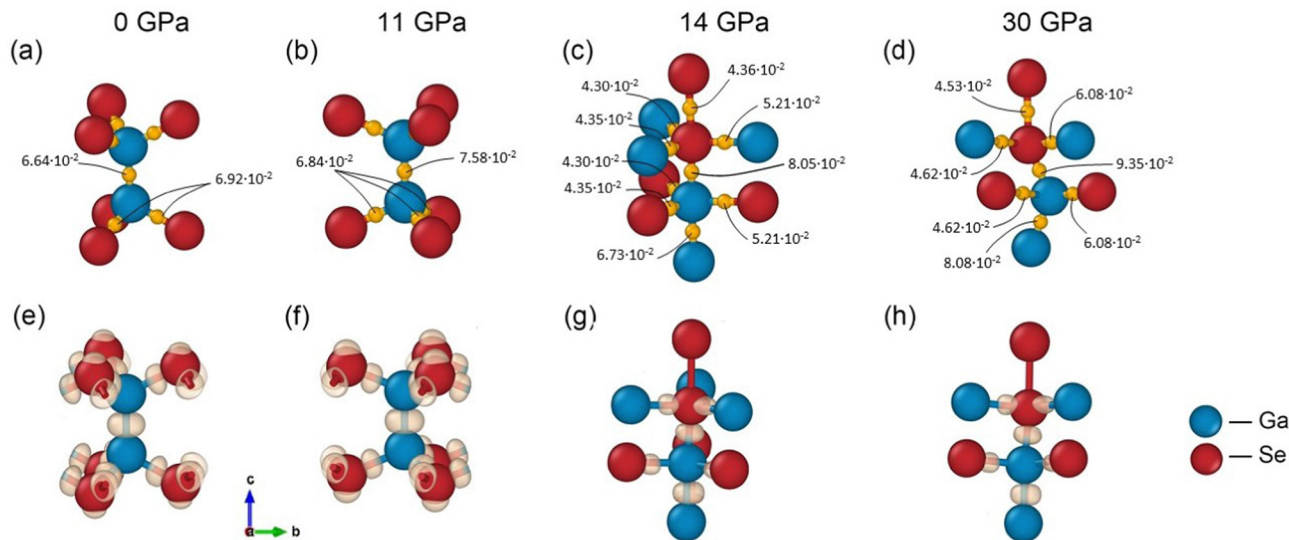 0 GPa
11 GPa
14 GPa
30 GPa
(a)
6.64·10⁻²
6.92·10⁻²
(b)
6.84·10⁻²
7.58·10⁻²
(c)
4.30·10⁻²
4.36·10⁻²
4.35·10⁻²
5.21·10⁻²
4.30·10⁻²
8.05·10⁻²
4.35·10⁻²
6.73·10⁻²
5.21·10⁻²
(d)
4.53·10⁻²
6.08·10⁻²
4.62·10⁻²
9.35·10⁻²
4.62·10⁻²
6.08·10⁻²
8.08·10⁻²
(e)
(f)
(g)
(h)
c
a
b
— Ga
— Se